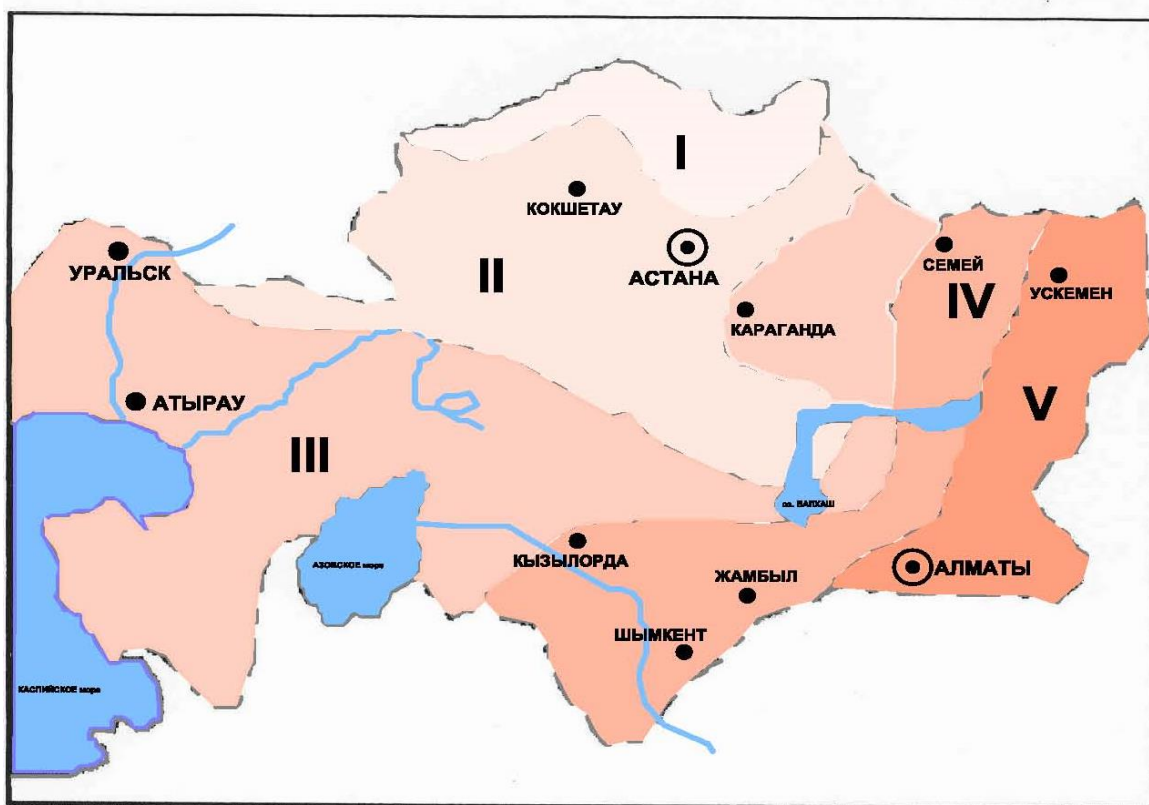 I
КОКШЕТАУ
УРАЛЬСК
II
АСТАНА
СЕМЕЙ
УСКЕМЕН
IV
КАРАГАНДА
АТЫРАУ
V
III
оз. БАЛХАШ
КЫЗЫЛОРДА
АЗОВСКОЕ море
АЛМАТЫ
ЖАМБЫЛ
ШЫМКЕНТ
КАСПИЙСКОЕ море